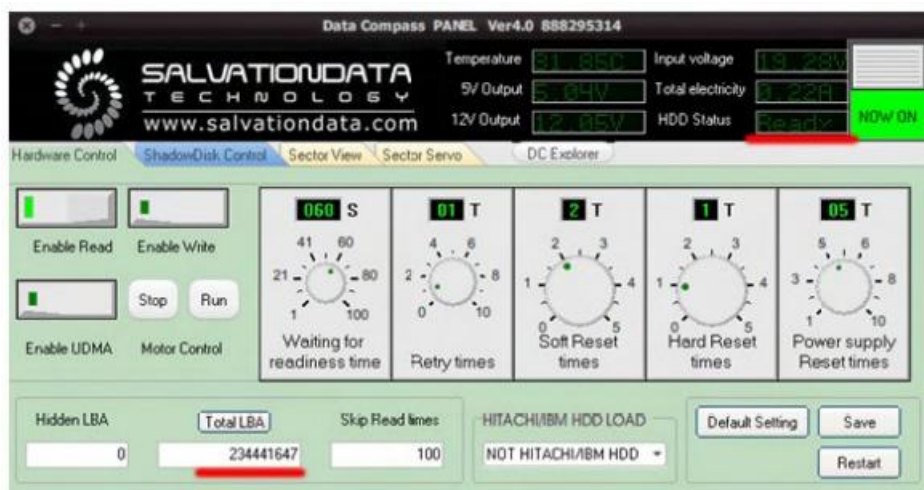 Data Compass PANEL Ver4.0 888295314
SALVATIONDATA
TECHNOLOGY
www.salvationdata.com
Temperature 31.85C Input voltage 19.28V
5V Output 5.04V Total electricity 0.22A
12V Output 12.05V HDD Status Ready
NOW ON
Hardware Control ShadowDisk Control Sector View Sector Servo DC Explorer
Enable Read Enable Write
Enable UDMA Stop Run
Motor Control
060 S
41 60
21 80
1 100
Waiting for
readiness time
01 T
4 6
2 8
0 10
Retry times
2 T
2 3
1 4
0 5
Soft Reset
times
1 T
2 3
1 4
0 5
Hard Reset
times
05 T
5 6
3 8
1 10
Power supply
Reset times
Hidden LBA Total LBA Skip Read times
0 234441647 100
HITACHI/IBM HDD LOAD
NOT HITACHI/IBM HDD
Default Setting Save
Restart